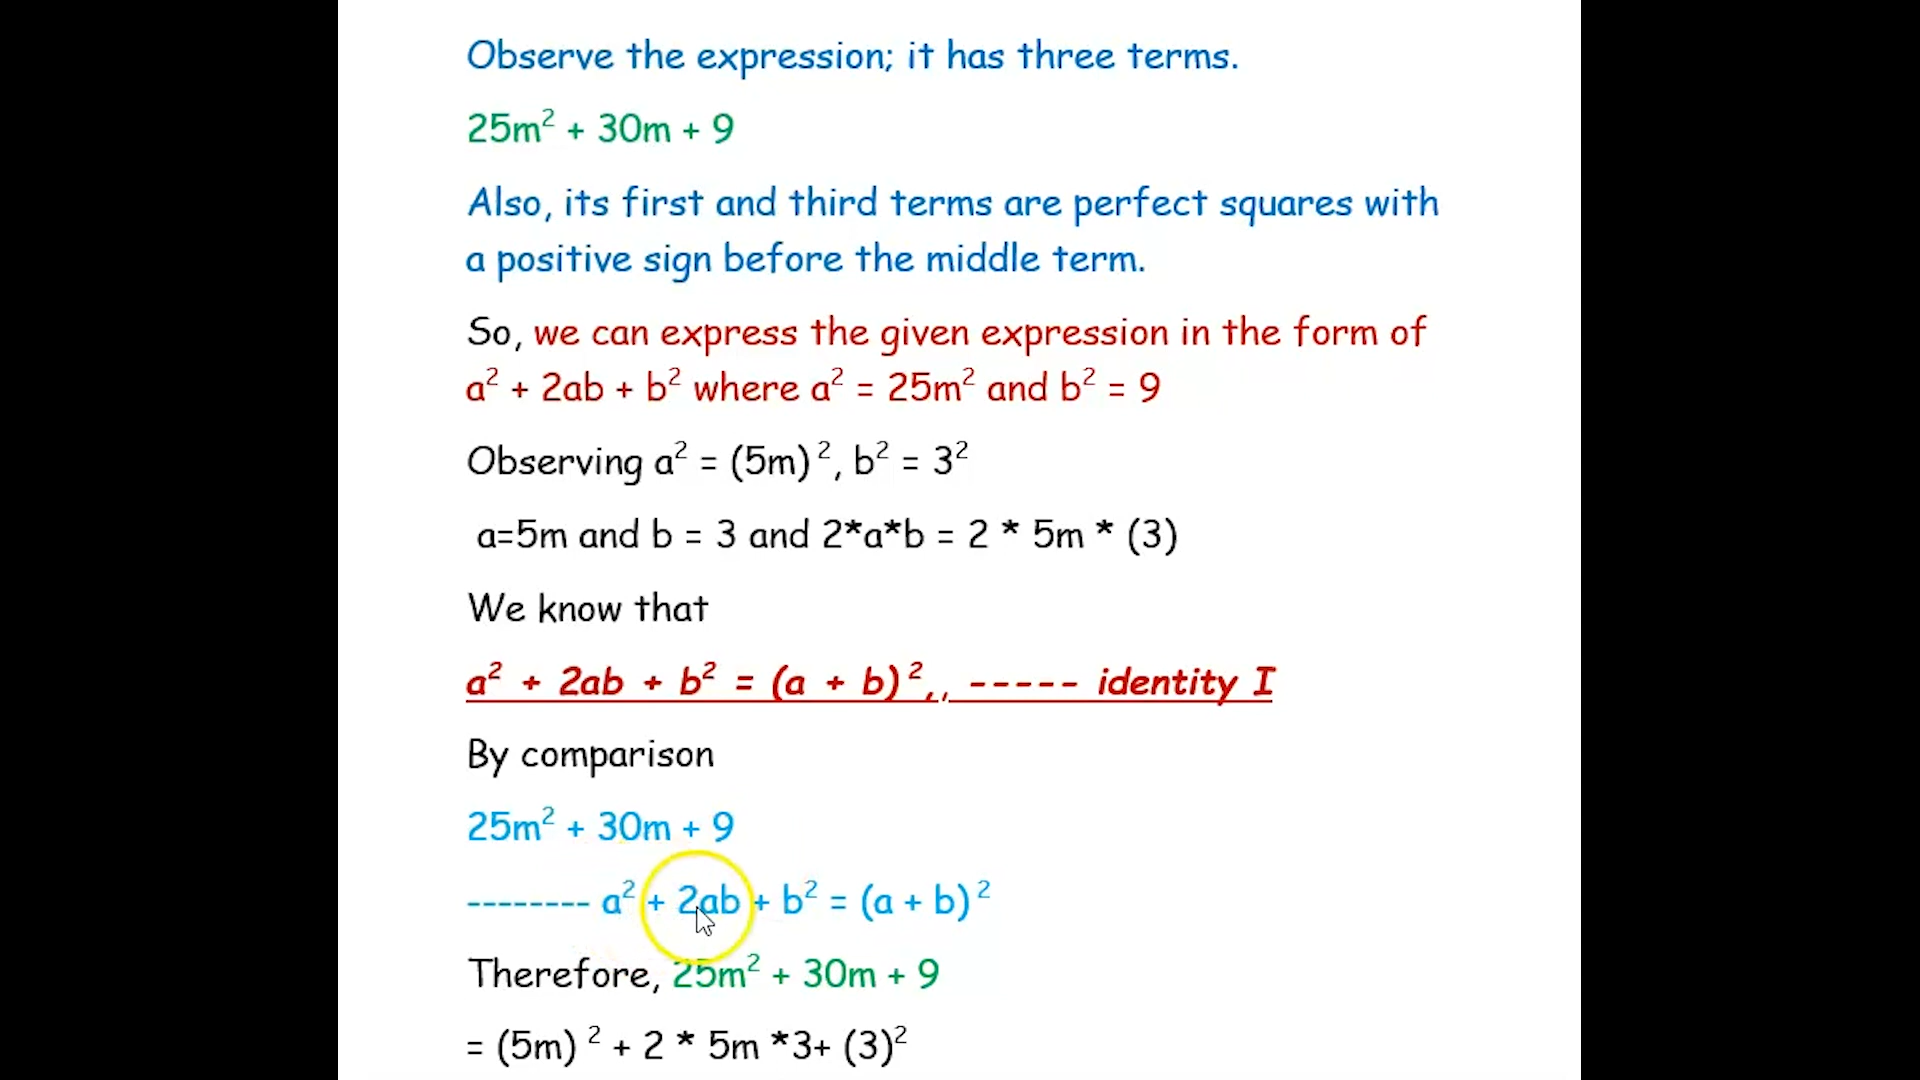 Observe the expression; it has three terms.
25m² + 30m + 9
Also, its first and third terms are perfect squares with
a positive sign before the middle term.
So, we can express the given expression in the form of
a² + 2ab + b² where a² = 25m² and b² = 9
Observing a² = (5m) ², b² = 3²
a=5m and b = 3 and 2*a*b = 2 * 5m * (3)
We know that
a² + 2ab + b² = (a + b) ²,, ----- identity I
By comparison
25m² + 30m + 9
-------- a² + 2ab + b² = (a + b) ²
Therefore, 25m² + 30m + 9
= (5m) ² + 2 * 5m *3+ (3)²